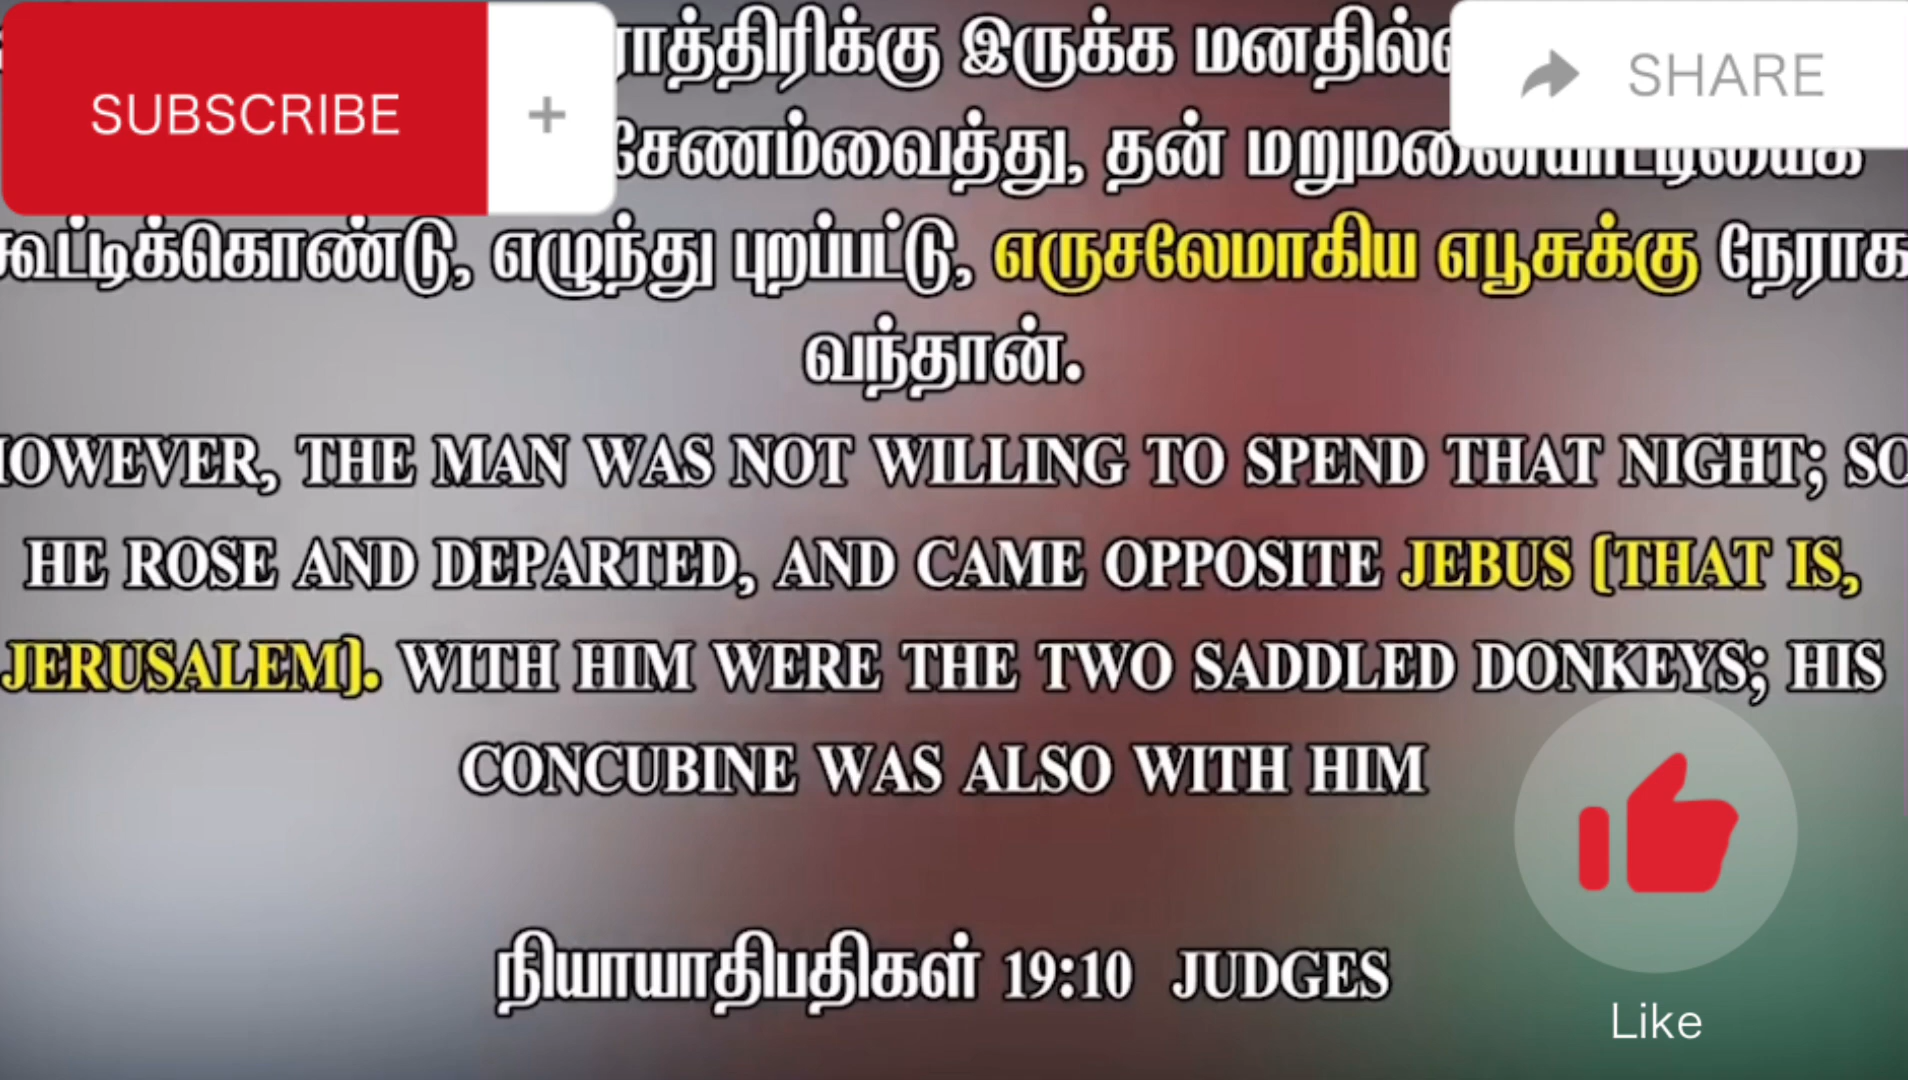 ராத்திரிக்கு இருக்க
SUBSCRIBE +
SHARE
சேணம்வைத்து, தன்
கூட்டிக்கொண்டு, எழுந்து புறப்பட்டு, எருசலேமாகிய எபூசுக்கு நேராக
வந்தான்.
HOWEVER, THE MAN WAS NOT WILLING TO SPEND THAT NIGHT; SO
HE ROSE AND DEPARTED, AND CAME OPPOSITE JEBUS (THAT IS,
JERUSALEM). WITH HIM WERE THE TWO SADDLED DONKEYS; HIS
CONCUBINE WAS ALSO WITH HIM
நியாயாதிபதிகள் 19:10 JUDGES
Like